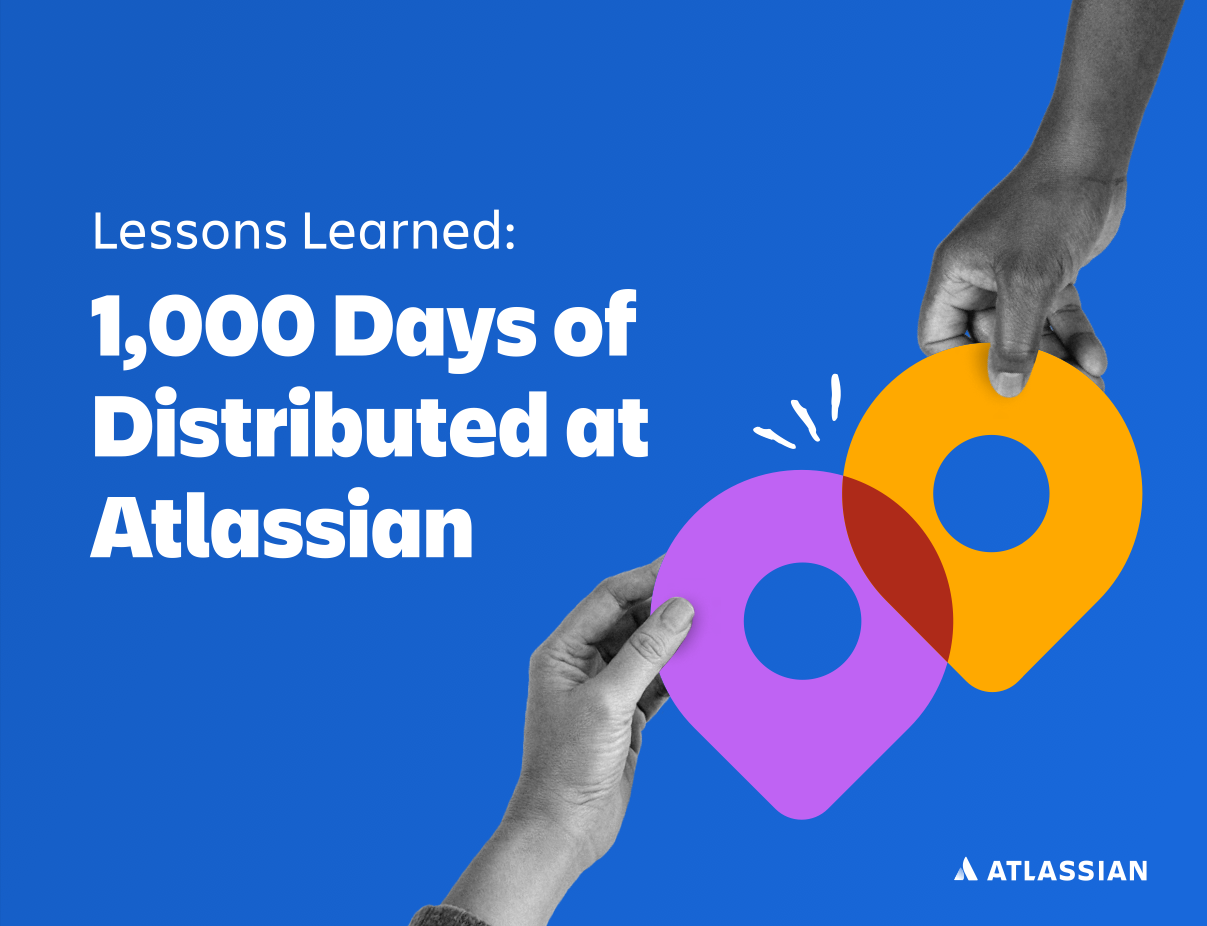 Lessons Learned:
1,000 Days of
Distributed at
Atlassian
ATLASSIAN